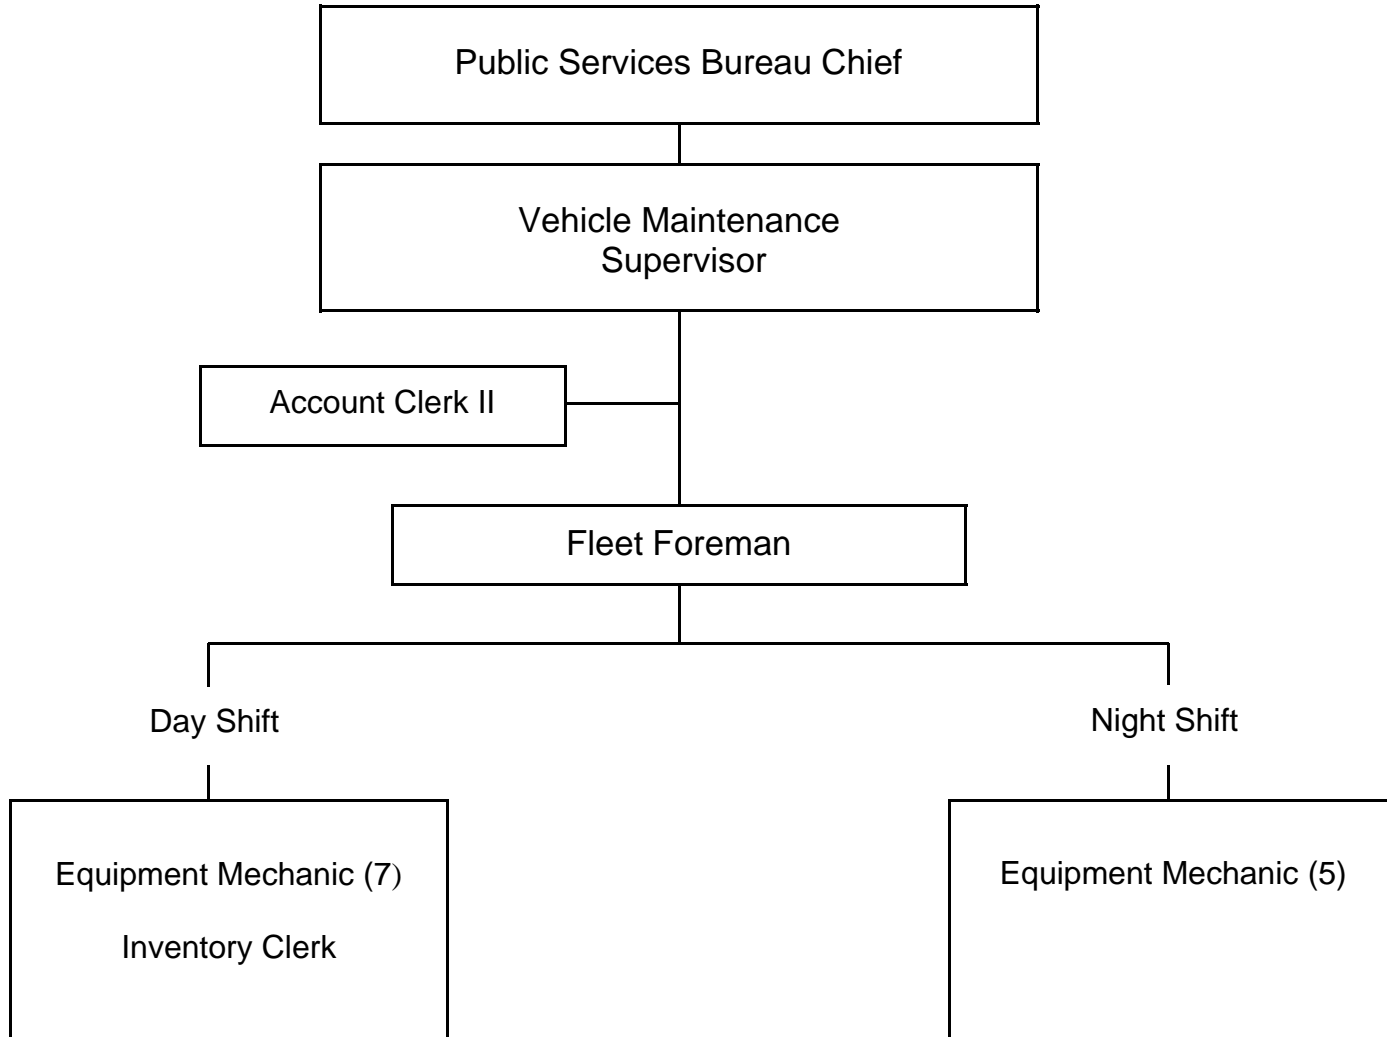 Public Services Bureau Chief
Vehicle Maintenance
Supervisor
Account Clerk II
Fleet Foreman
Day Shift
Night Shift
Equipment Mechanic (7)
Inventory Clerk
Equipment Mechanic (5)